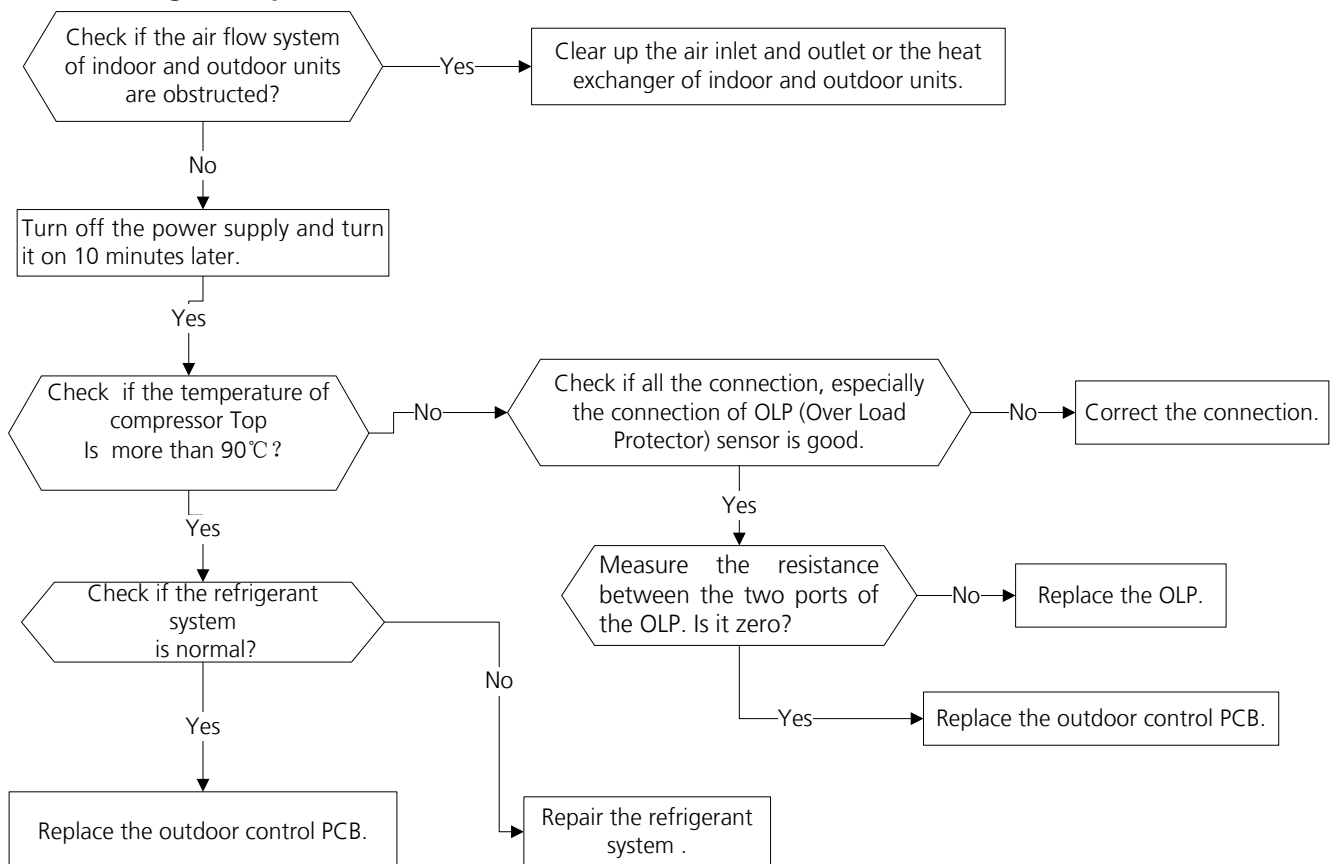 Check if the air flow system
of indoor and outdoor units
are obstructed?
Yes
Clear up the air inlet and outlet or the heat
exchanger of indoor and outdoor units.
No
Turn off the power supply and turn
it on 10 minutes later.
Yes
Check if the temperature of
compressor Top
Is more than 90℃?
No
Check if all the connection, especially
the connection of OLP (Over Load
Protector) sensor is good.
No
Correct the connection.
Yes
Yes
Measure the resistance
between the two ports of
the OLP. Is it zero?
No
Replace the OLP.
Check if the refrigerant
system
is normal?
No
Yes
Replace the outdoor control PCB.
Yes
Replace the outdoor control PCB.
Repair the refrigerant
system .